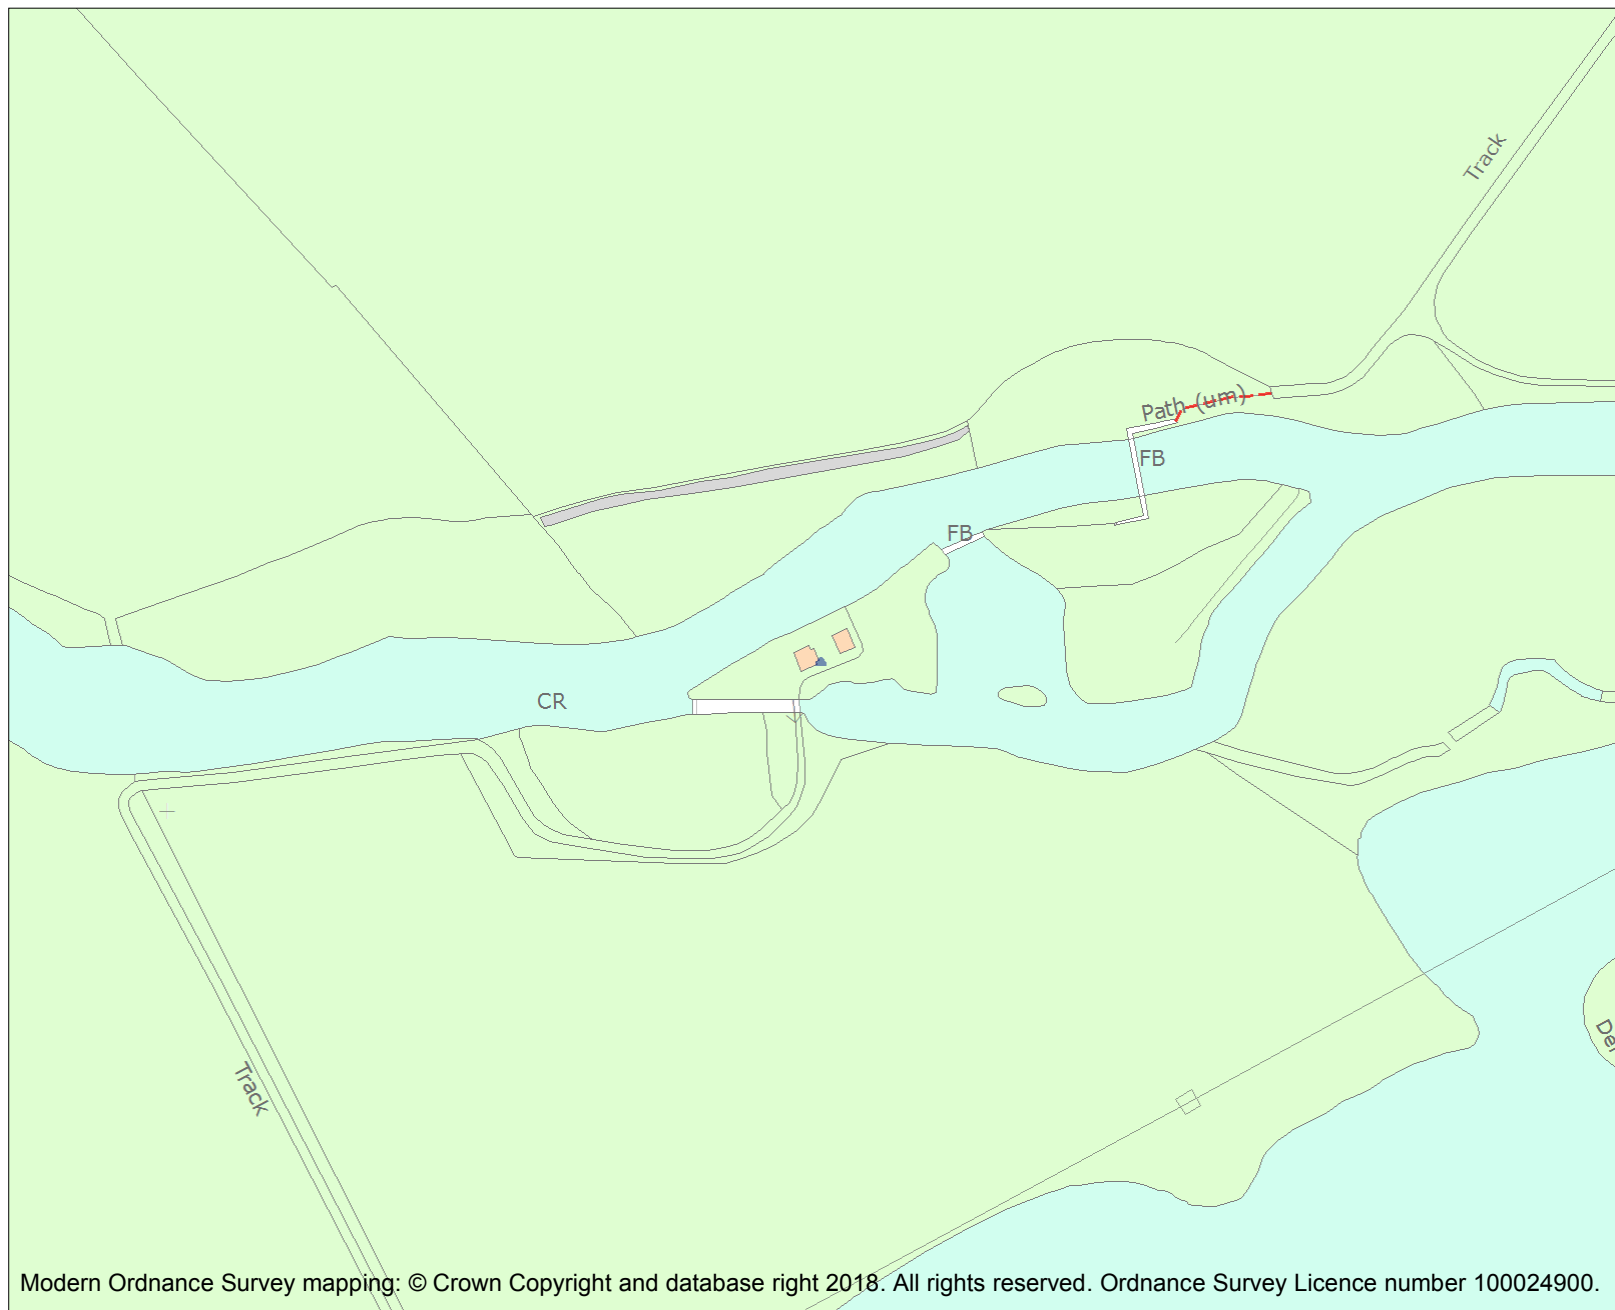 Track
Path (um)
FB
FB
CR
Track
Modern Ordnance Survey mapping: © Crown Copyright and database right 2018. All rights reserved. Ordnance Survey Licence number 100024900.